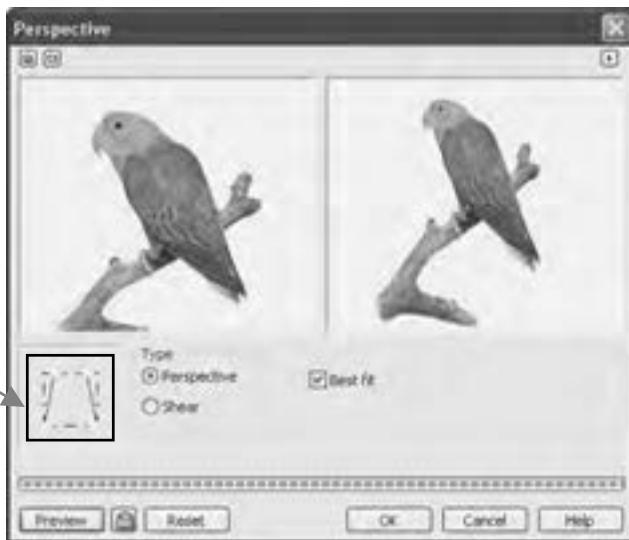 Perspective
Type
Perspective
Best fit
Shear
Preview
Reset
OK
Cancel
Help